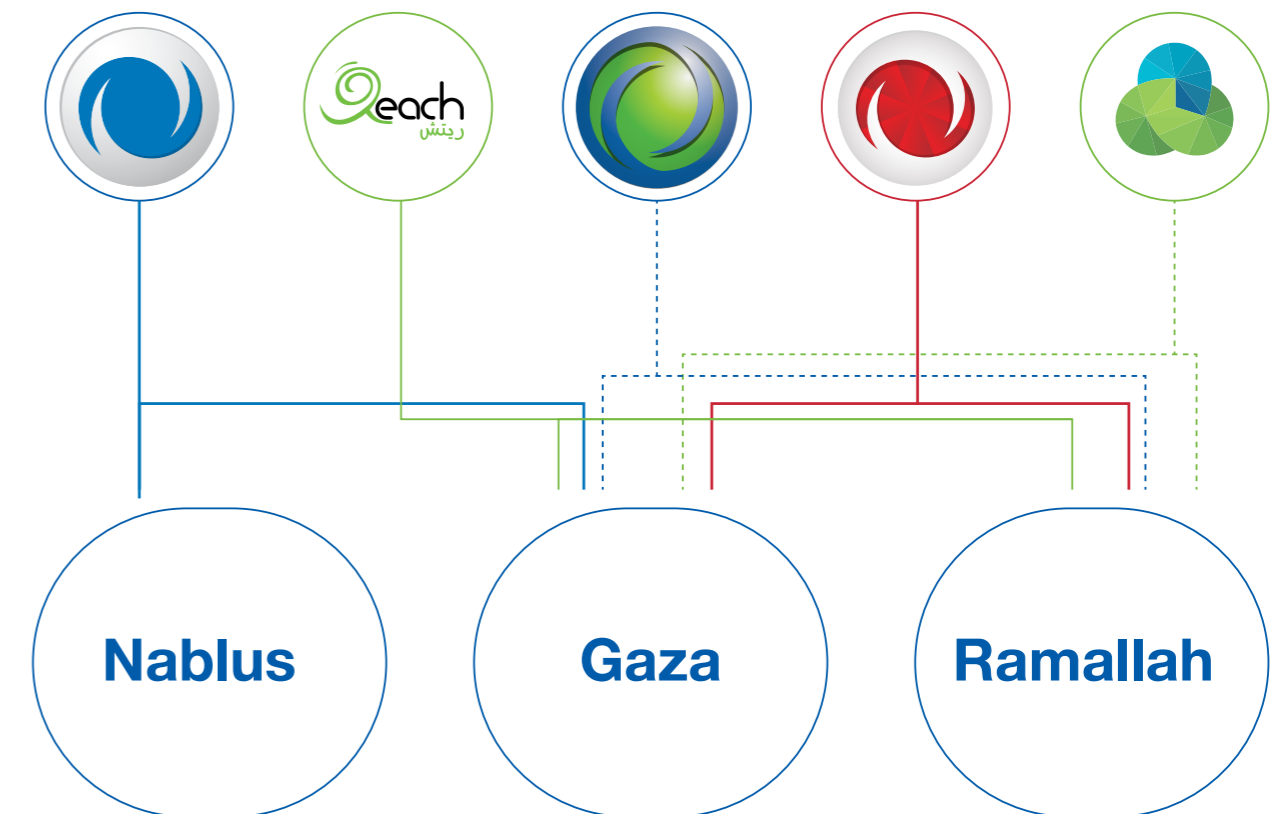 Reach
ريتش
Nablus
Gaza
Ramallah